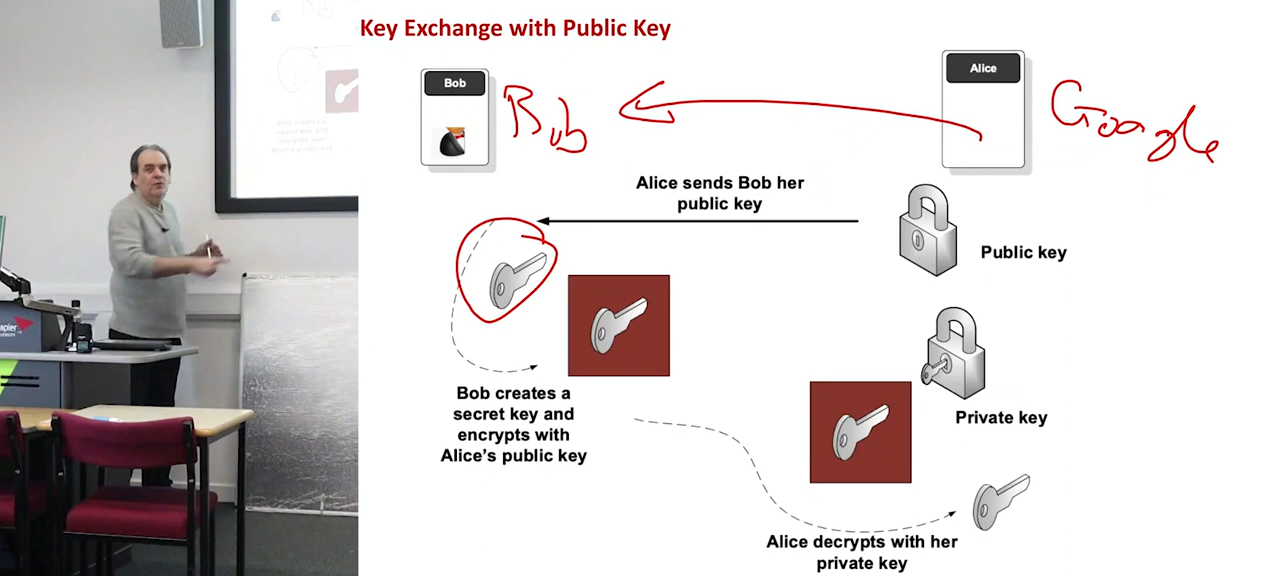 Key Exchange with Public Key
Bob
Alice
Bob
Google
Alice sends Bob her
public key
Public key
Bob creates a
secret key and
encrypts with
Alice's public key
Private key
Alice decrypts with her
private key